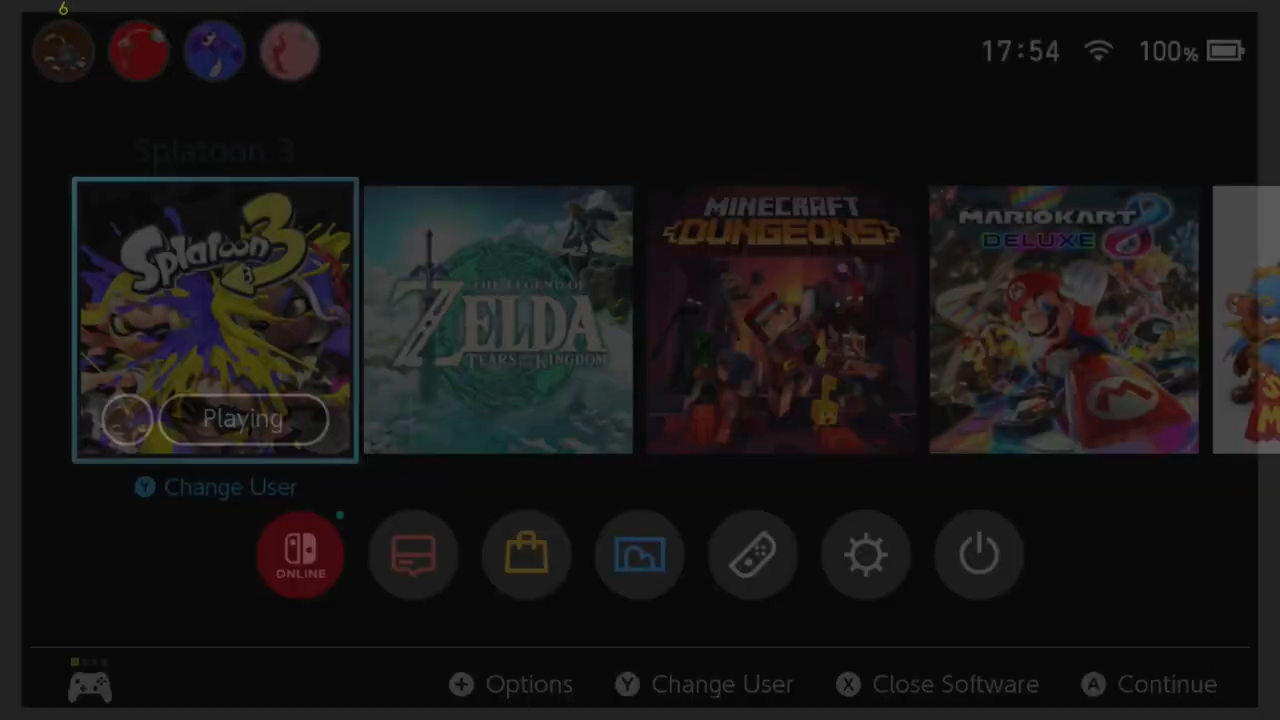 6
17:54 100%
Splatoon 3
Splatoon 3
THE LEGEND OF
ZELDA
TEARS OF THE KINGDOM
MINECRAFT
DUNGEONS
MARIOKART 8
DELUXE
Playing
Y Change User
ONLINE
+ Options Y Change User X Close Software A Continue